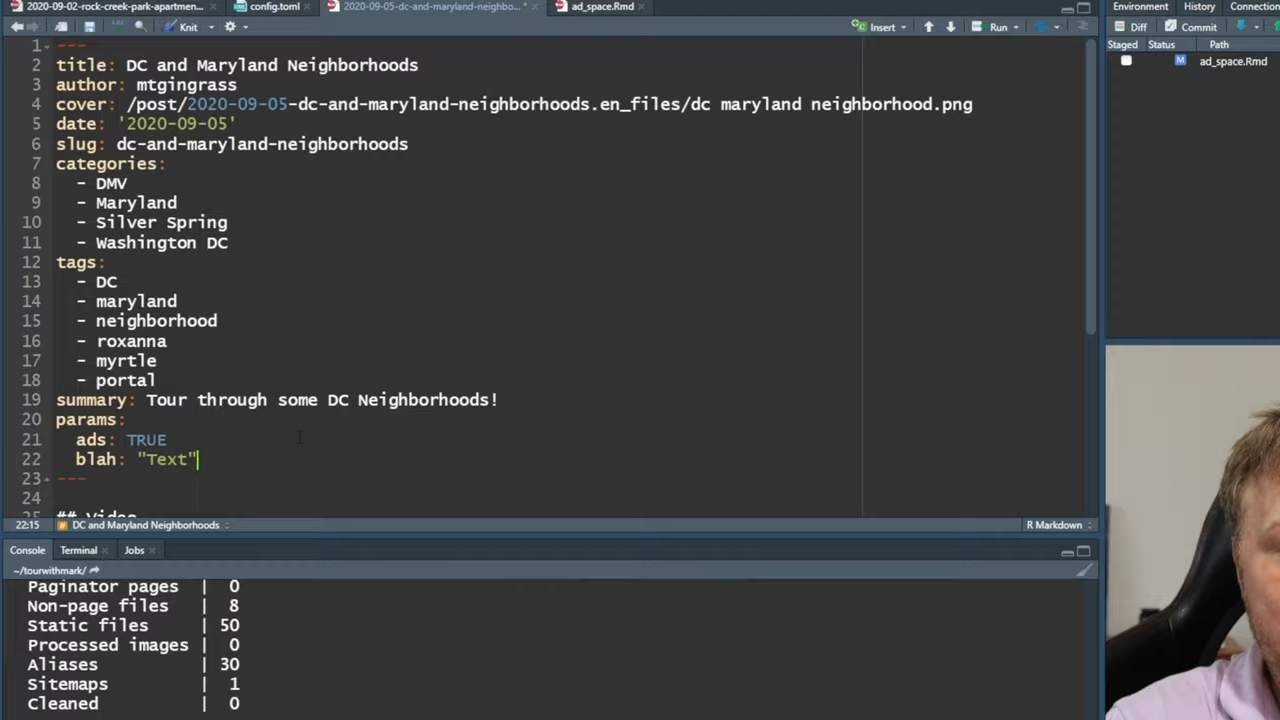 2020-09-02-rock-creek-park-apartmen... config.toml 2020-09-05-dc-and-maryland-neighbo...* ad_space.Rmd
Knit Insert Run
1 ---
2 title: DC and Maryland Neighborhoods
3 author: mtgingrass
4 cover: /post/2020-09-05-dc-and-maryland-neighborhoods.en_files/dc maryland neighborhood.png
5 date: '2020-09-05'
6 slug: dc-and-maryland-neighborhoods
7 categories:
8 - DMV
9 - Maryland
10 - Silver Spring
11 - Washington DC
12 tags:
13 - DC
14 - maryland
15 - neighborhood
16 - roxanna
17 - myrtle
18 - portal
19 summary: Tour through some DC Neighborhoods!
20 params:
21 ads: TRUE
22 blah: "Text"
23 ---
24
25 ## Video
22:15 # DC and Maryland Neighborhoods R Markdown
Console Terminal Jobs
~/tourwithmark/
Paginator pages | 0
Non-page files | 8
Static files | 50
Processed images | 0
Aliases | 30
Sitemaps | 1
Cleaned | 0
Environment History Connection
Diff Commit
Staged Status Path
M ad_space.Rmd